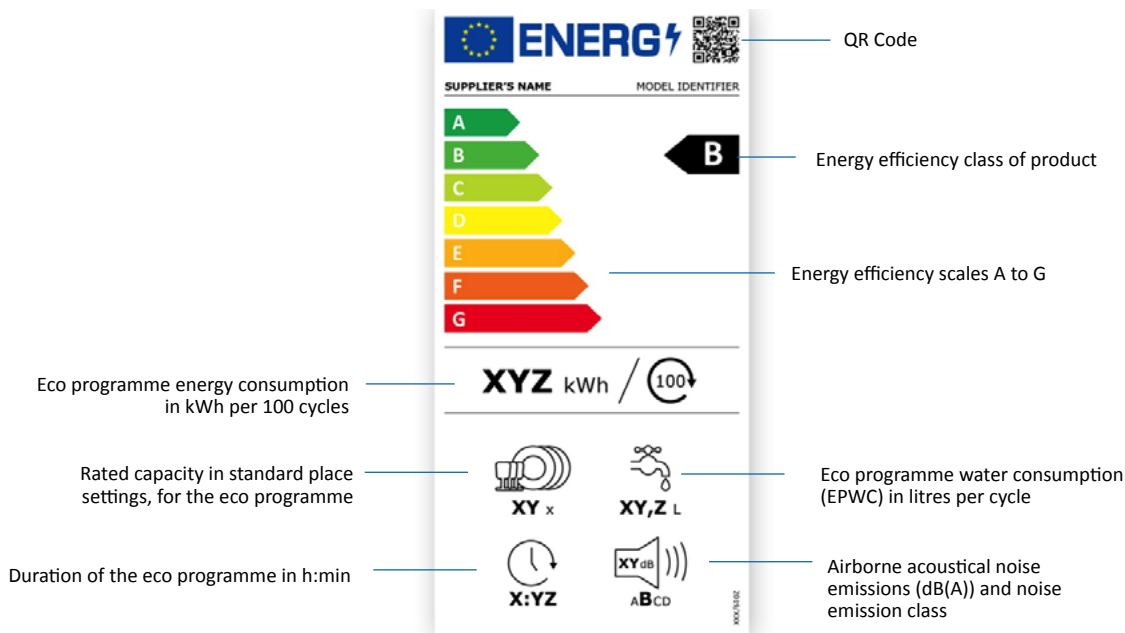 ENERG
QR Code
SUPPLIER'S NAME
MODEL IDENTIFIER
A
B
B
Energy efficiency class of product
C
D
E
Energy efficiency scales A to G
F
G
Eco programme energy consumption
in kWh per 100 cycles
XYZ kWh / 100
Rated capacity in standard place
settings, for the eco programme
XY x
XY,Z L
Eco programme water consumption
(EPWC) in litres per cycle
Duration of the eco programme in h:min
X:YZ
XY dB
ABCD
Airborne acoustical noise
emissions (dB(A)) and noise
emission class
2019/XXX